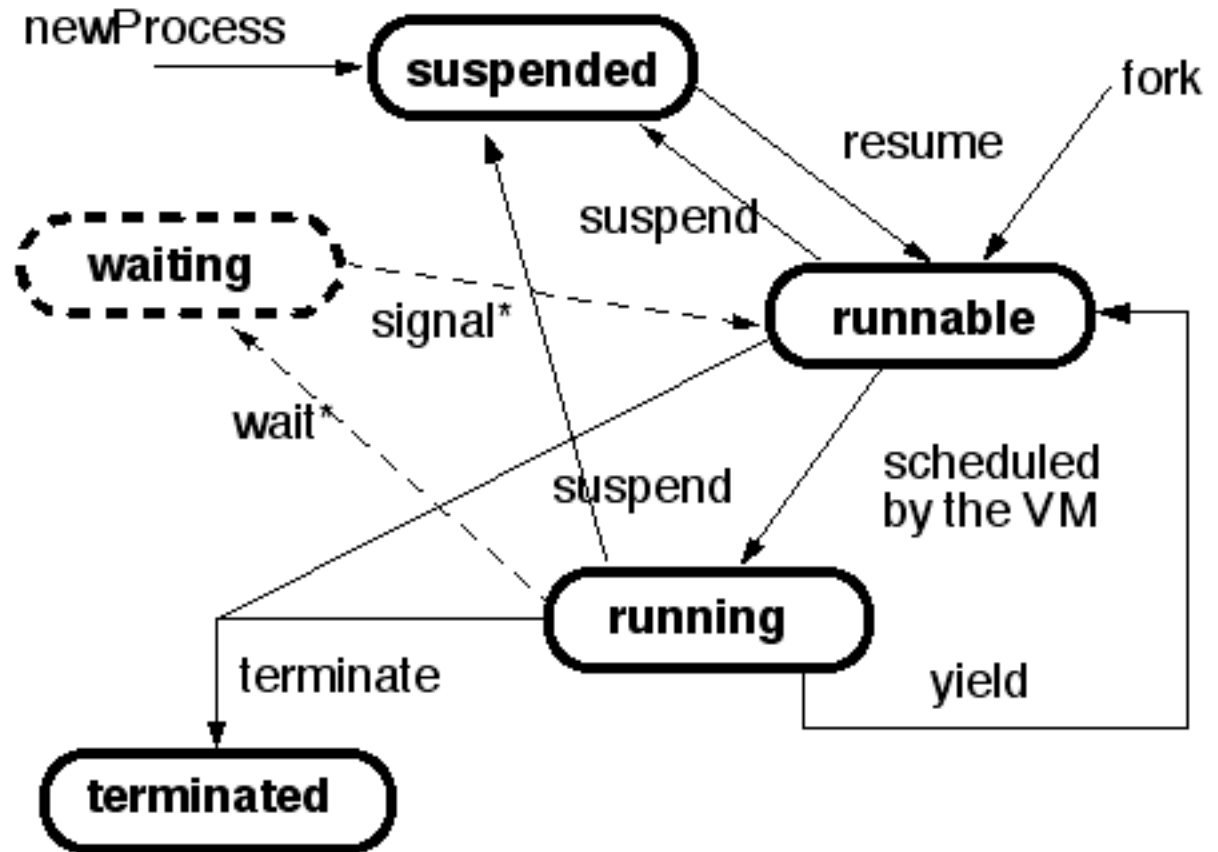 newProcess
suspended
fork
resume
suspend
waiting
signal*
runnable
wait*
suspend
scheduled
by the VM
running
terminate
yield
terminated